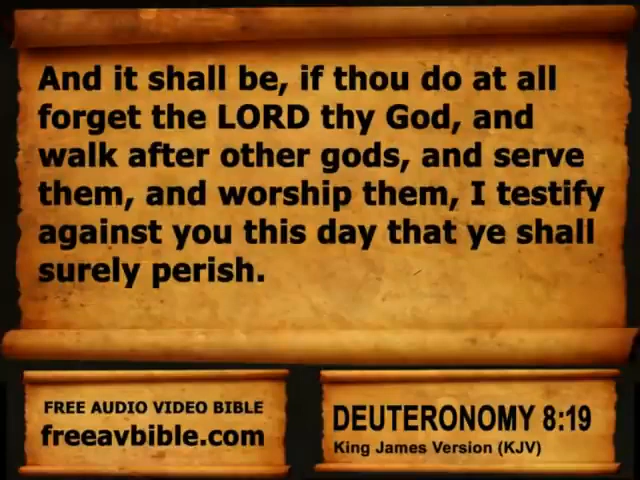 And it shall be, if thou do at all
forget the LORD thy God, and
walk after other gods, and serve
them, and worship them, I testify
against you this day that ye shall
surely perish.
FREE AUDIO VIDEO BIBLE
freeavbible.com
DEUTERONOMY 8:19
King James Version (KJV)